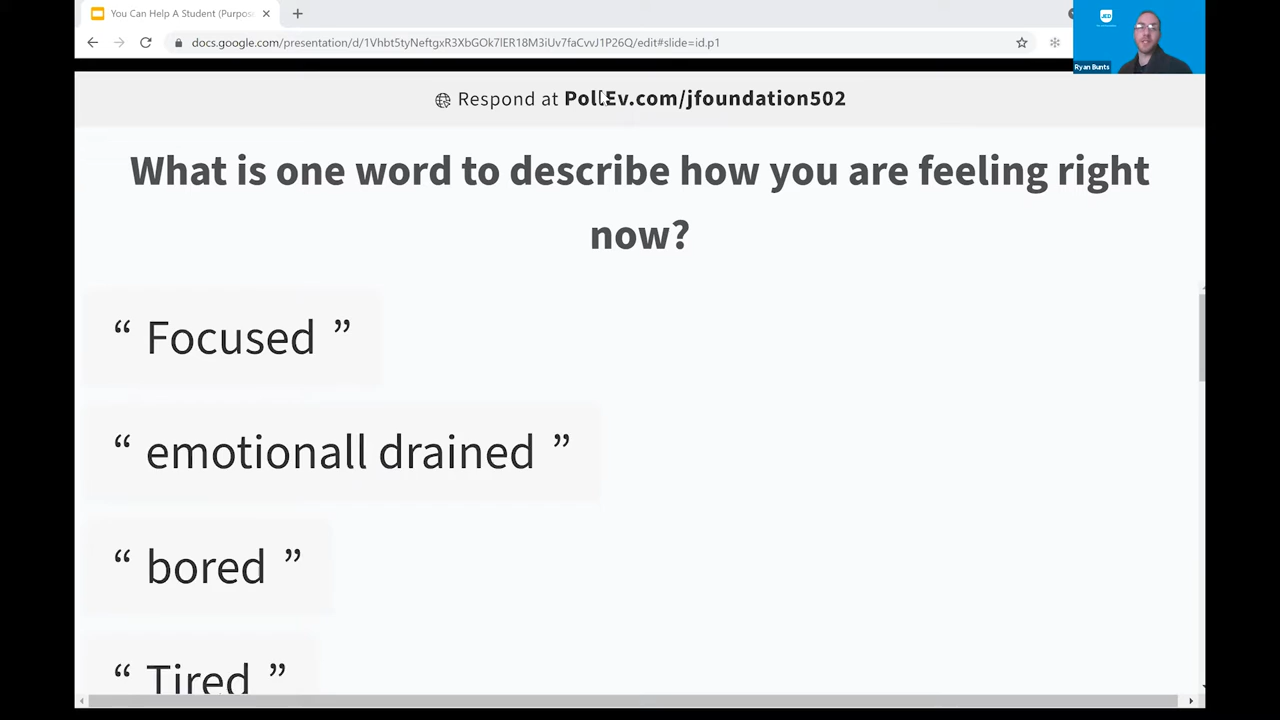 You Can Help A Student (Purpos
docs.google.com/presentation/d/1Vhbt5tyNeftgxR3XbGOk7lER18M3iUv7faCvvJ1P26Q/edit#slide=id.p1
JED
Ryan Bunts
Respond at PollEv.com/jfoundation502
What is one word to describe how you are feeling right
now?
“ Focused ”
“ emotionall drained ”
“ bored ”
“ Tired ”